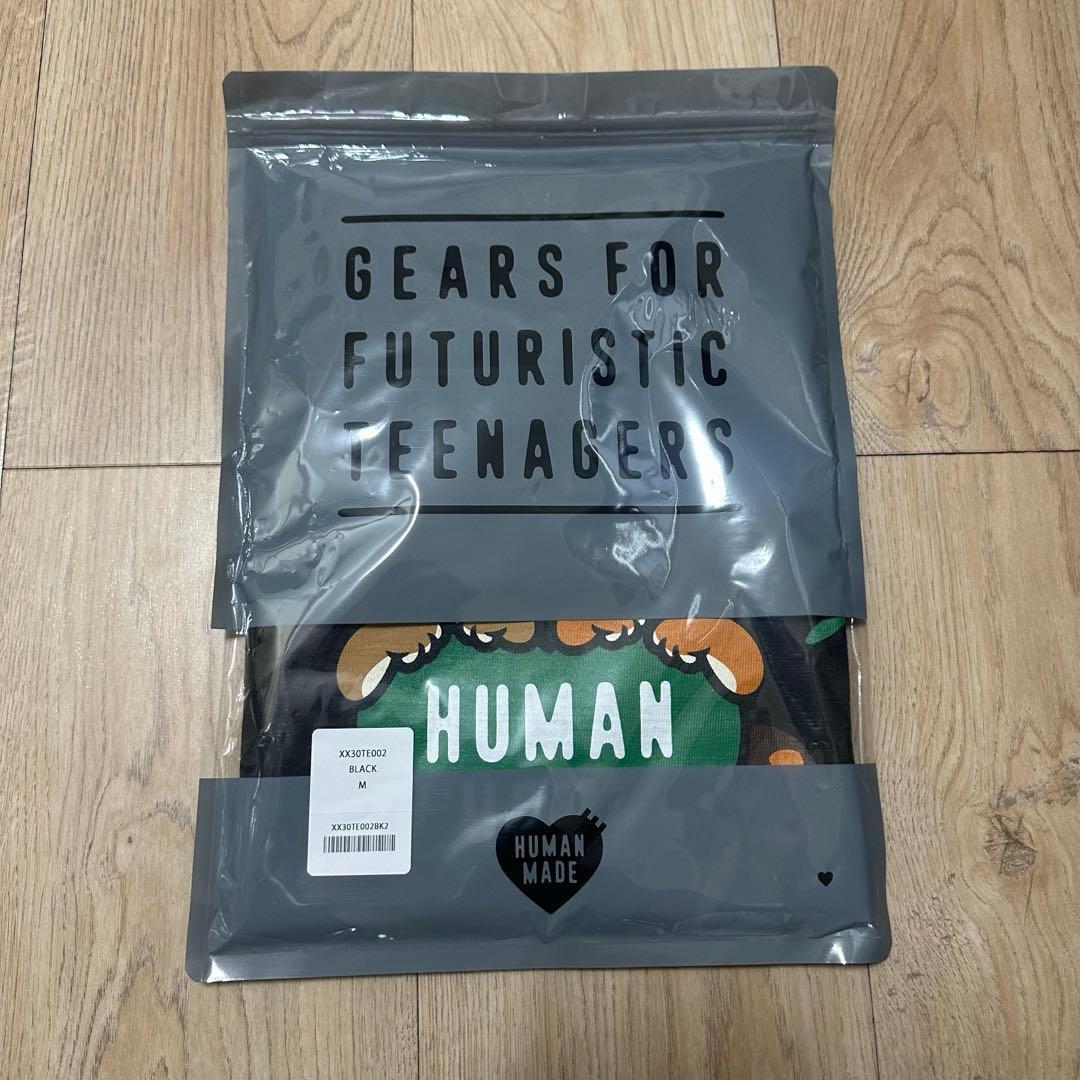 GEARS FOR
FUTURISTIC
TEENAGERS
HUMAN
XX30TE002
BLACK
M
XX30TE002BK2
HUMAN
MADE